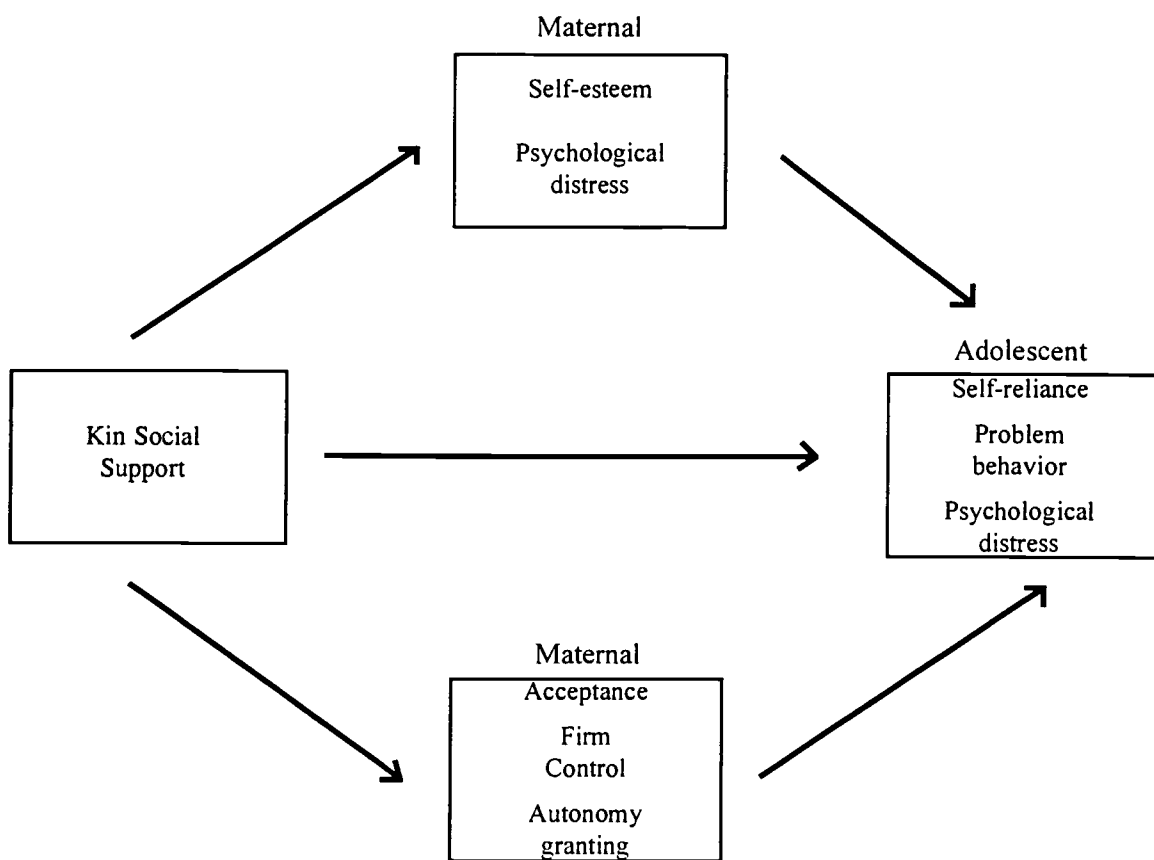 Maternal
Self-esteem
Psychological
distress
Kin Social
Support
Adolescent
Self-reliance
Problem
behavior
Psychological
distress
Maternal
Acceptance
Firm
Control
Autonomy
granting